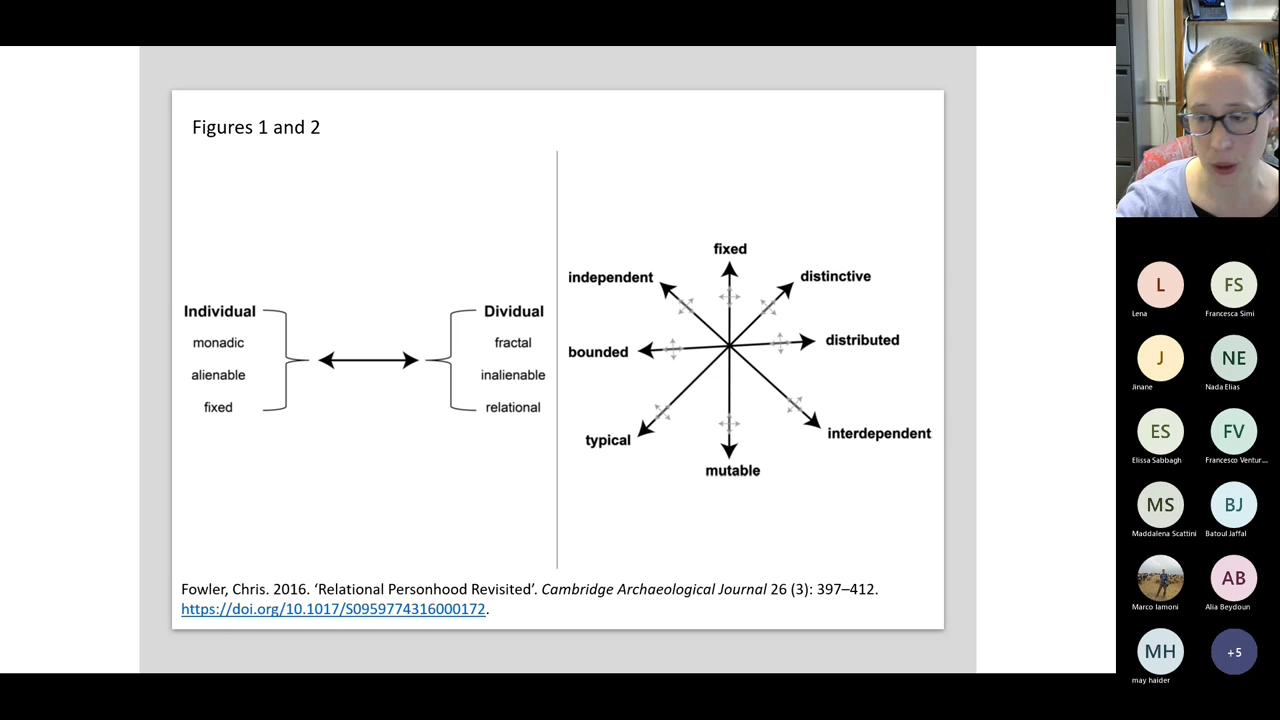 Figures 1 and 2
Individual
monadic
alienable
fixed
Dividual
fractal
inalienable
relational
fixed
independent
distinctive
bounded
distributed
typical
interdependent
mutable
Fowler, Chris. 2016. ‘Relational Personhood Revisited’. Cambridge Archaeological Journal 26 (3): 397–412.
https://doi.org/10.1017/S0959774316000172.
L
Lena
FS
Francesca Simi
J
Jinane
NE
Nada Elias
ES
Elissa Sabbagh
FV
Francesco Ventur...
MS
Maddalena Scattini
BJ
Batoul Jaffal
Marco Iamoni
AB
Alia Beydoun
MH
may haider
+5